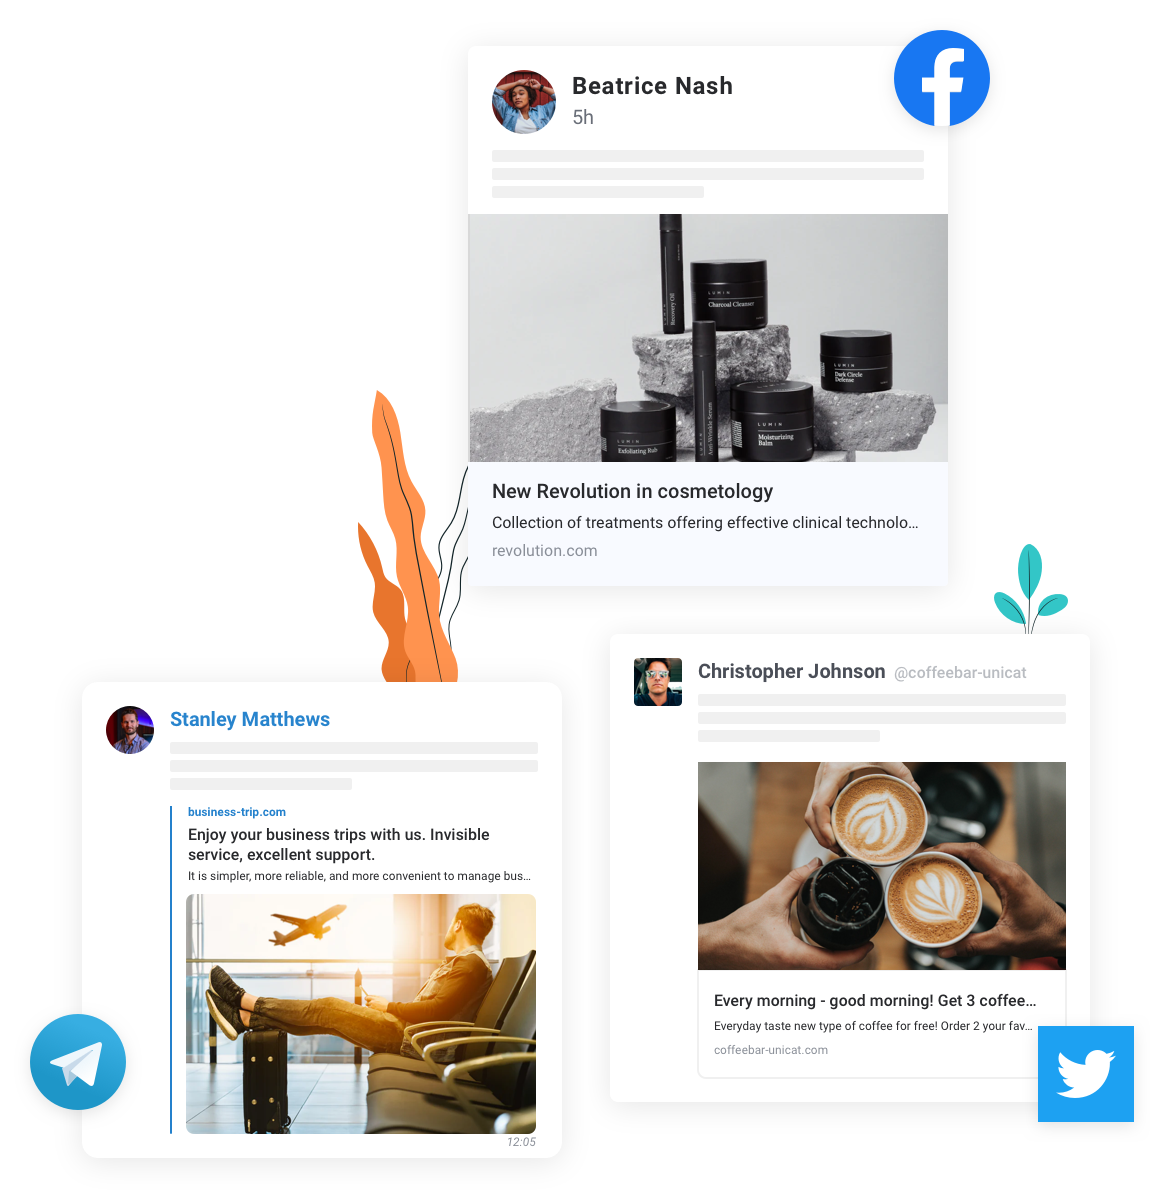 Beatrice Nash
5h
LUMIN
Recovery Oil
LUMIN
Charcoal Cleanser
LUMIN
Dark Circle
Defense
LUMIN
Exfoliating Rub
Anti-Wrinkle Serum
LUMIN
Moisturizing
Balm
New Revolution in cosmetology
Collection of treatments offering effective clinical technolo...
revolution.com
Christopher Johnson @coffeebar-unicat
Every morning - good morning! Get 3 coffee...
Everyday taste new type of coffee for free! Order 2 your fav...
coffeebar-unicat.com
Stanley Matthews
business-trip.com
Enjoy your business trips with us. Invisible
service, excellent support.
It is simpler, more reliable, and more convenient to manage bus...
12:05